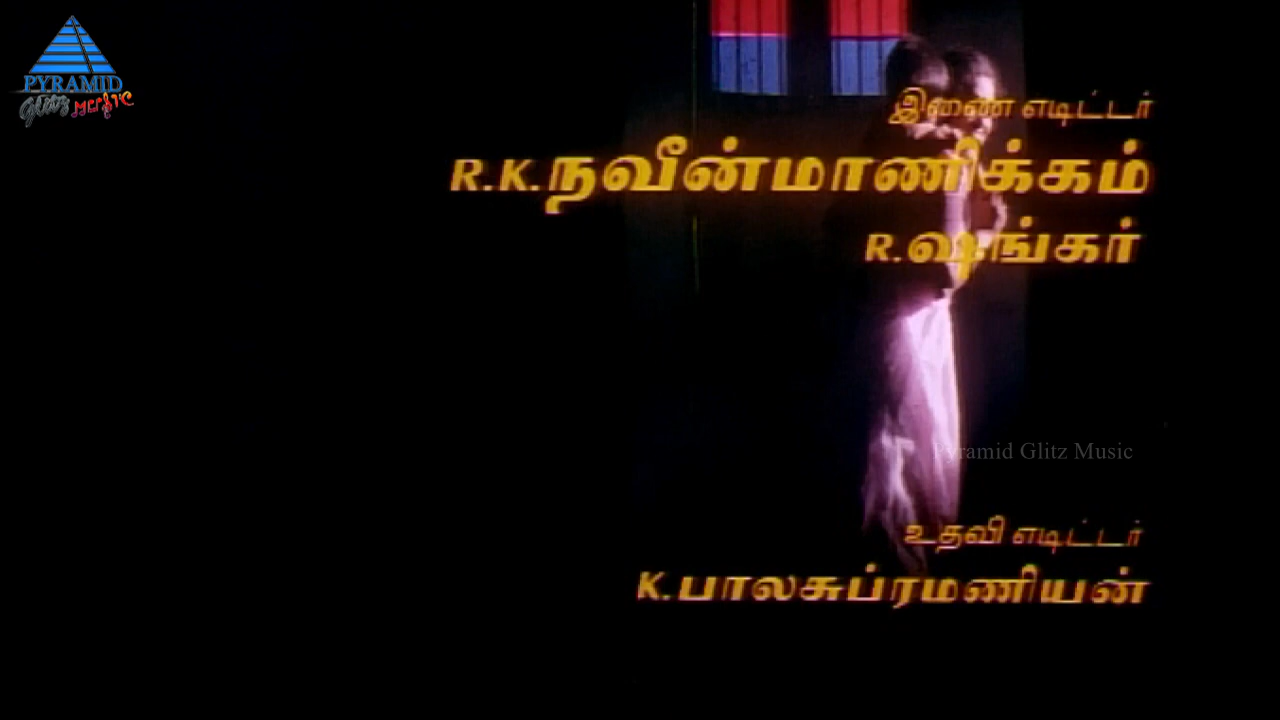 PYRAMID
Glitz Music
இணை எடிட்டர்
R.K.நவீன்மாணிக்கம்
R.ஷங்கர்
Pyramid Glitz Music
உதவி எடிட்டர்
K.பாலசுப்ரமணியன்